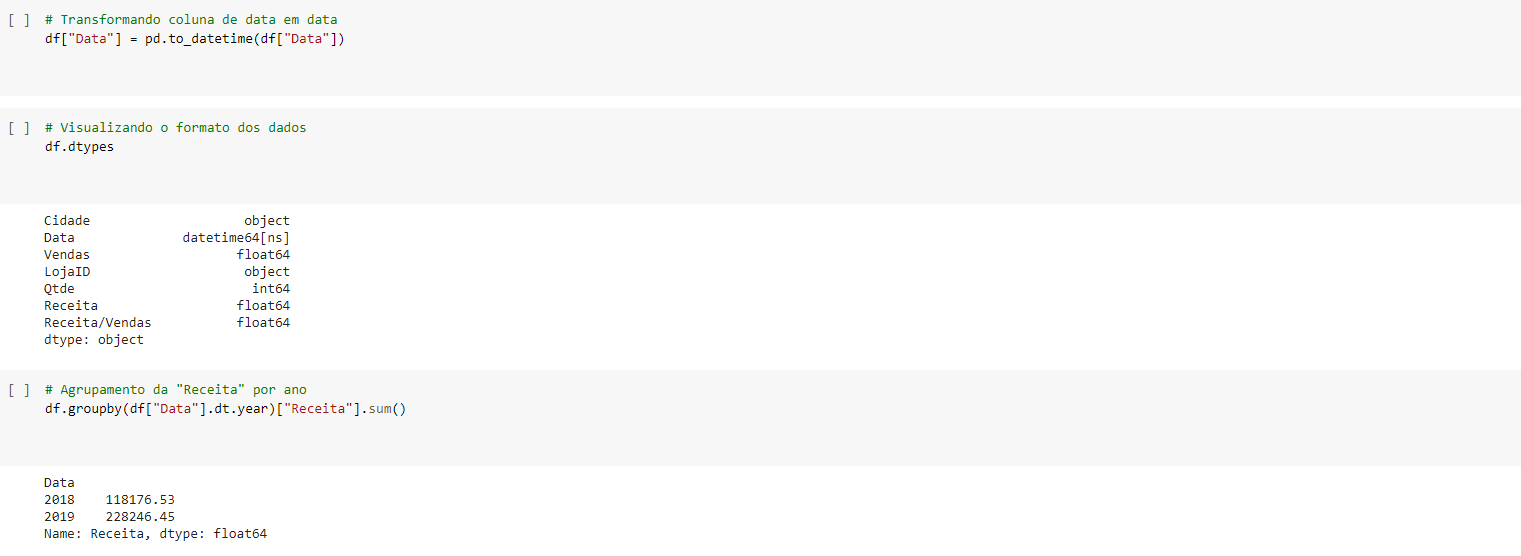 [ ] # Transformando coluna de data em data
df["Data"] = pd.to_datetime(df["Data"])
[ ] # Visualizando o formato dos dados
df.dtypes
Cidade                    object
Data              datetime64[ns]
Vendas                   float64
LojaID                    object
Qtde                       int64
Receita                  float64
Receita/Vendas           float64
dtype: object
[ ] # Agrupamento da "Receita" por ano
df.groupby(df["Data"].dt.year)["Receita"].sum()
Data
2018    118176.53
2019    228246.45
Name: Receita, dtype: float64